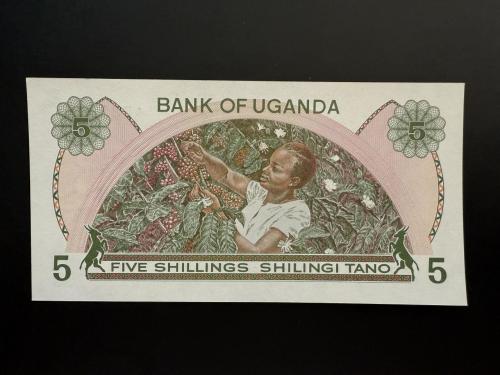 BANK OF UGANDA
5 5
FIVE SHILLINGS SHILINGI TANO
5 5